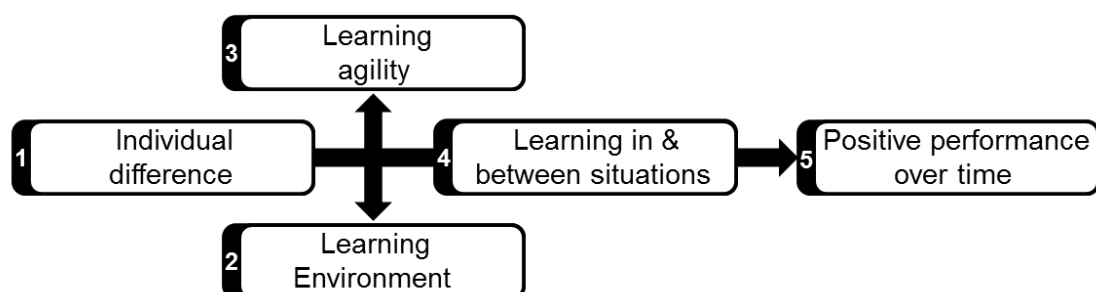 3
Learning
agility
1
Individual
difference
4
Learning in &
between situations
5
Positive performance
over time
2
Learning
Environment